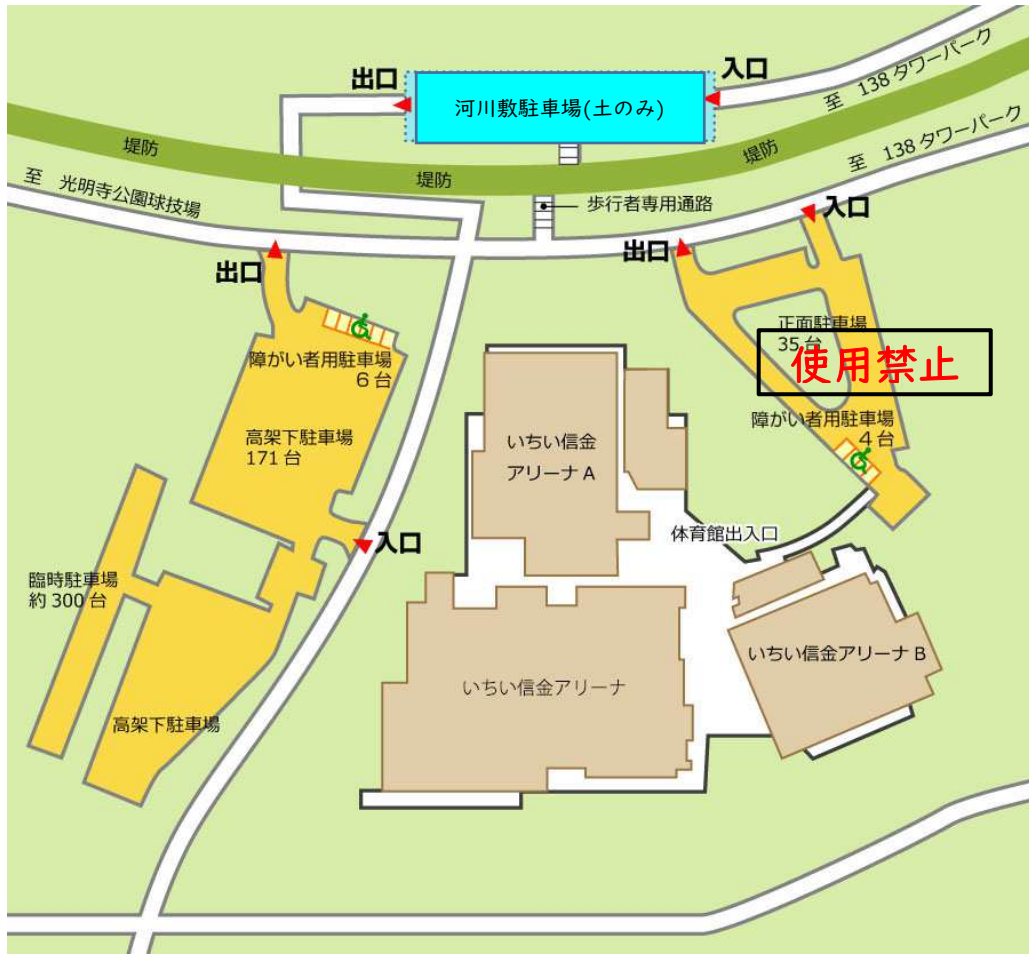 出口
入口
河川敷駐車場(土のみ)
至 138タワーパーク
堤防
堤防
堤防
至 138タワーパーク
至 光明寺公園球技場
歩行者専用通路
入口
出口
出口
正面駐車場
35台
使用禁止
障がい者用駐車場
6台
障がい者用駐車場
4台
高架下駐車場
171台
いちい信金
アリーナA
体育館出入口
入口
臨時駐車場
約300台
いちい信金アリーナB
いちい信金アリーナ
高架下駐車場